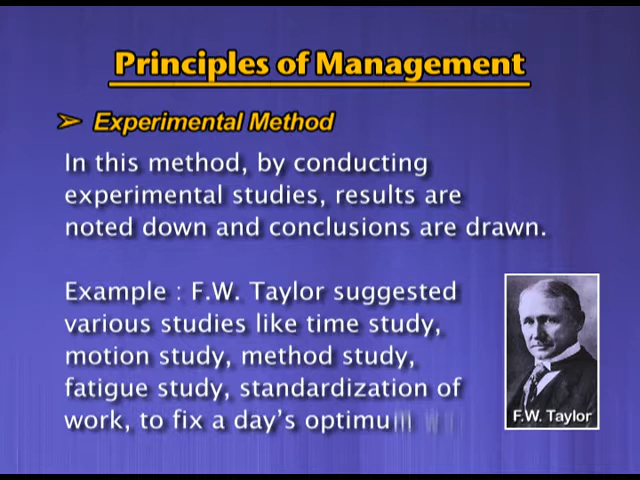 Principles of Management
➢ Experimental Method
In this method, by conducting
experimental studies, results are
noted down and conclusions are drawn.
Example : F.W. Taylor suggested
various studies like time study,
motion study, method study,
fatigue study, standardization of
work, to fix a day’s optimum
F.W. Taylor